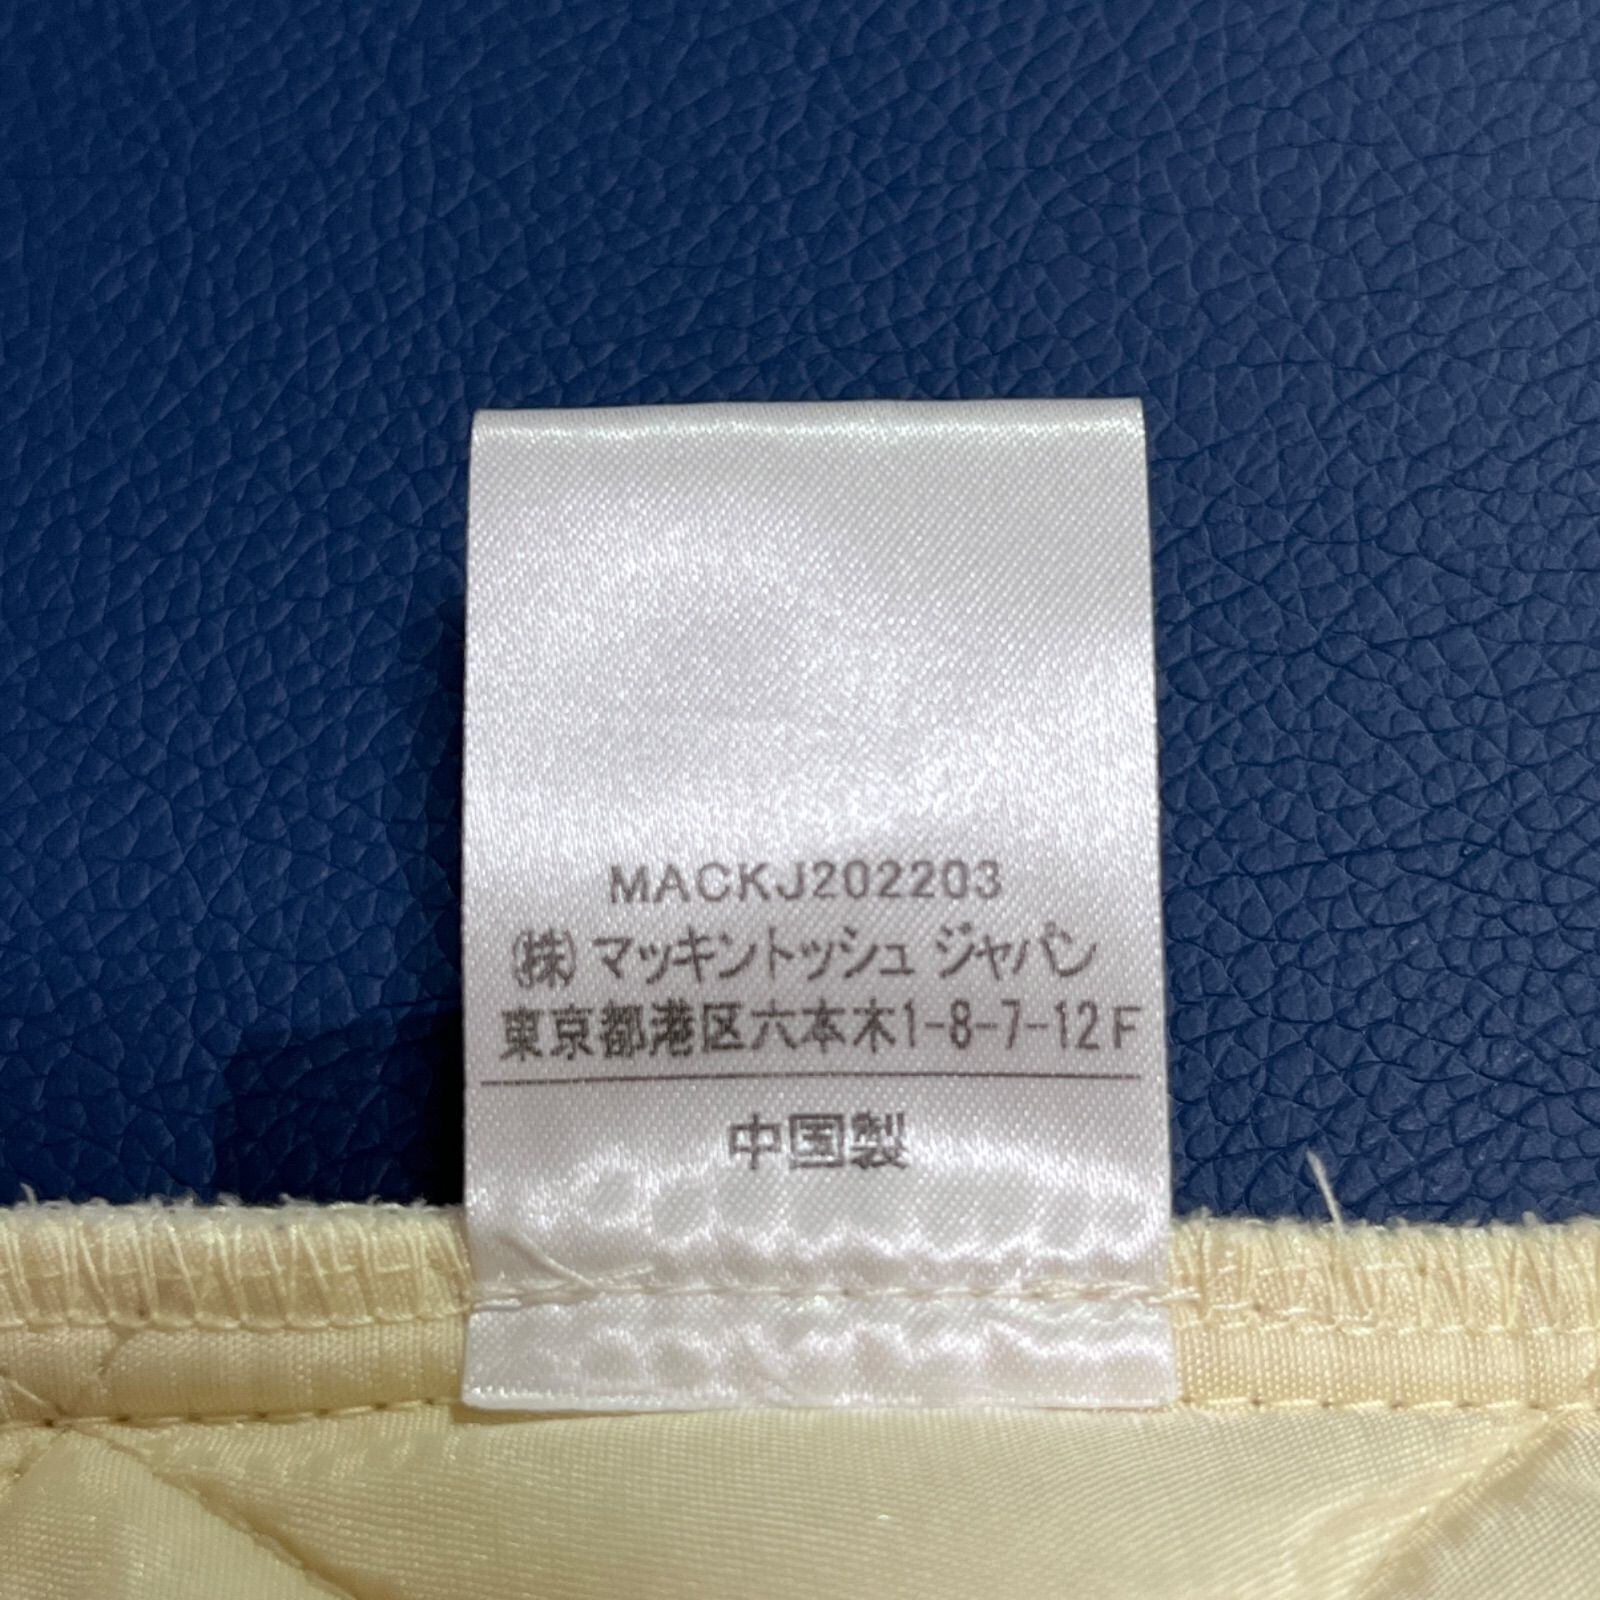 MACKJ202203
(株)マッキントッシュ ジャパン
東京都港区六本木1-8-7-12F
中国製